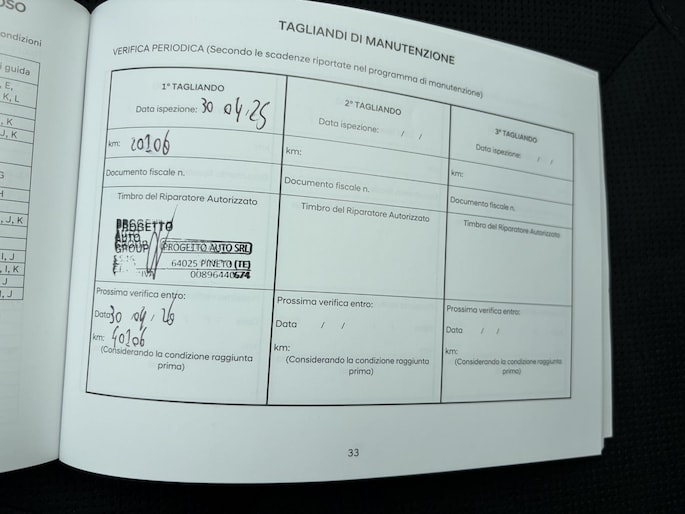 OSO
ondizioni
i guida
E,
K, L
K
J, K
G
H
, J, K
I, J
, I, K
, J
, J
TAGLIANDI DI MANUTENZIONE
VERIFICA PERIODICA (Secondo le scadenze riportate nel programma di manutenzione)
1° TAGLIANDO
Data ispezione: 30 04, 25
km: 20106
Documento fiscale n.
Timbro del Riparatore Autorizzato
PROGETTO
AUTO
GROUP
PROGETTO AUTO SRL
64025 PINETO (TE)
00896440674
Prossima verifica entro:
Data 30 04, 26
km: 40106
(Considerando la condizione raggiunta
prima)
2° TAGLIANDO
Data ispezione: / /
km:
Documento fiscale n.
Timbro del Riparatore Autorizzato
Prossima verifica entro:
Data / /
km:
(Considerando la condizione raggiunta
prima)
3° TAGLIANDO
Data ispezione: / /
km:
Documento fiscale n.
Timbro del Riparatore Autorizzato
Prossima verifica entro:
Data / /
km:
(Considerando la condizione raggiunta
prima)
33